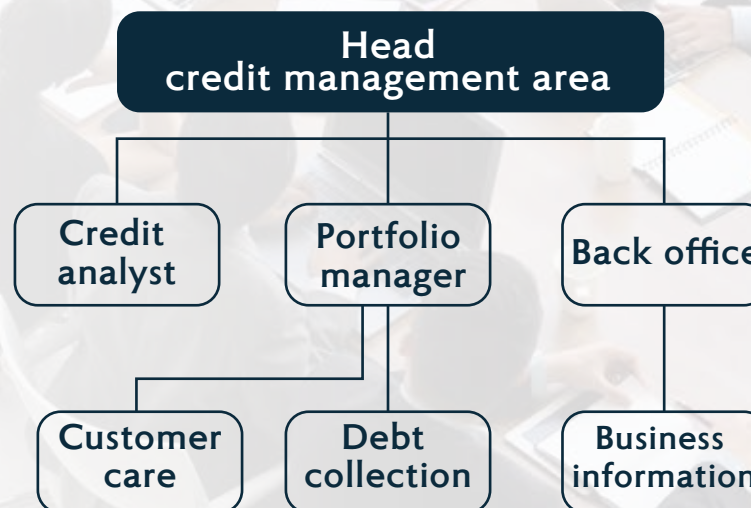 Head
credit management area
Credit
analyst
Portfolio
manager
Back office
Customer
care
Debt
collection
Business
information